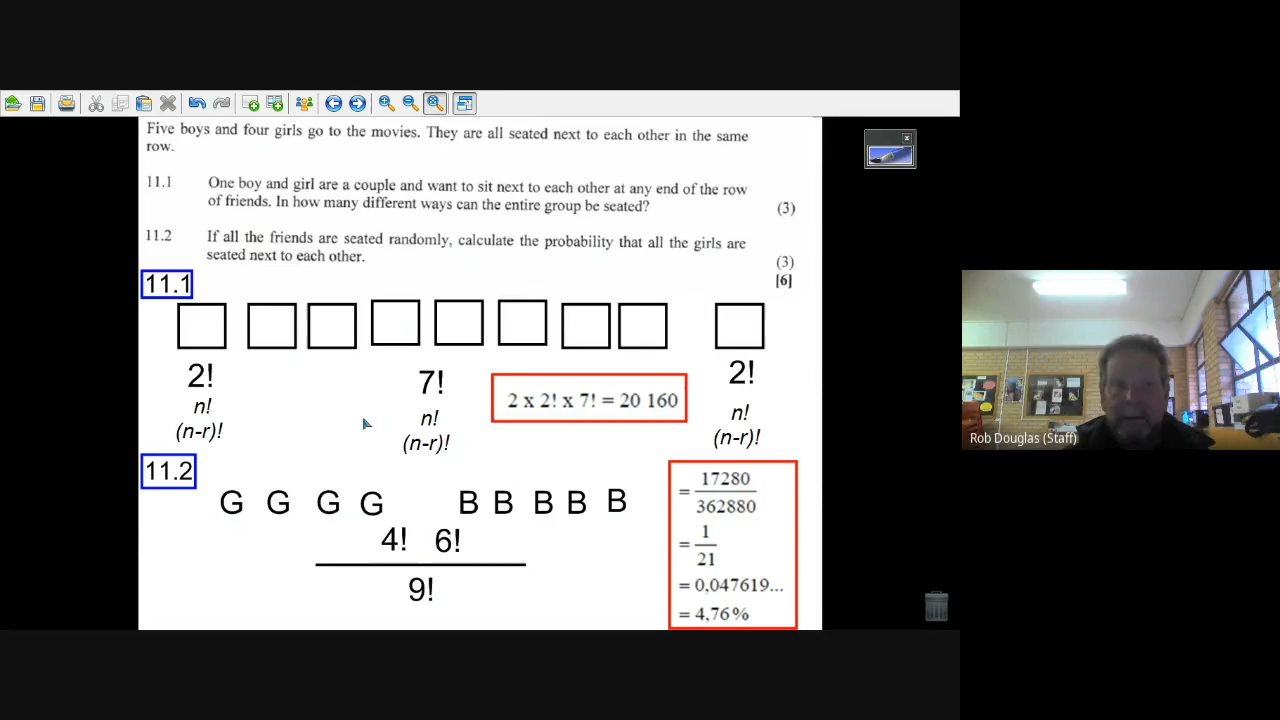 Five boys and four girls go to the movies. They are all seated next to each other in the same
row.
11.1 One boy and girl are a couple and want to sit next to each other at any end of the row
of friends. In how many different ways can the entire group be seated? (3)
11.2 If all the friends are seated randomly, calculate the probability that all the girls are
seated next to each other. (3)
[6]
11.1
2! 7! 2!
2 x 2! x 7! = 20 160
n! n! n!
(n-r)! (n-r)! (n-r)!
11.2
G G G G B B B B B
4! 6!
9!
= 17280
362880
= 1
21
= 0,047619...
= 4,76%
Rob Douglas (Staff)